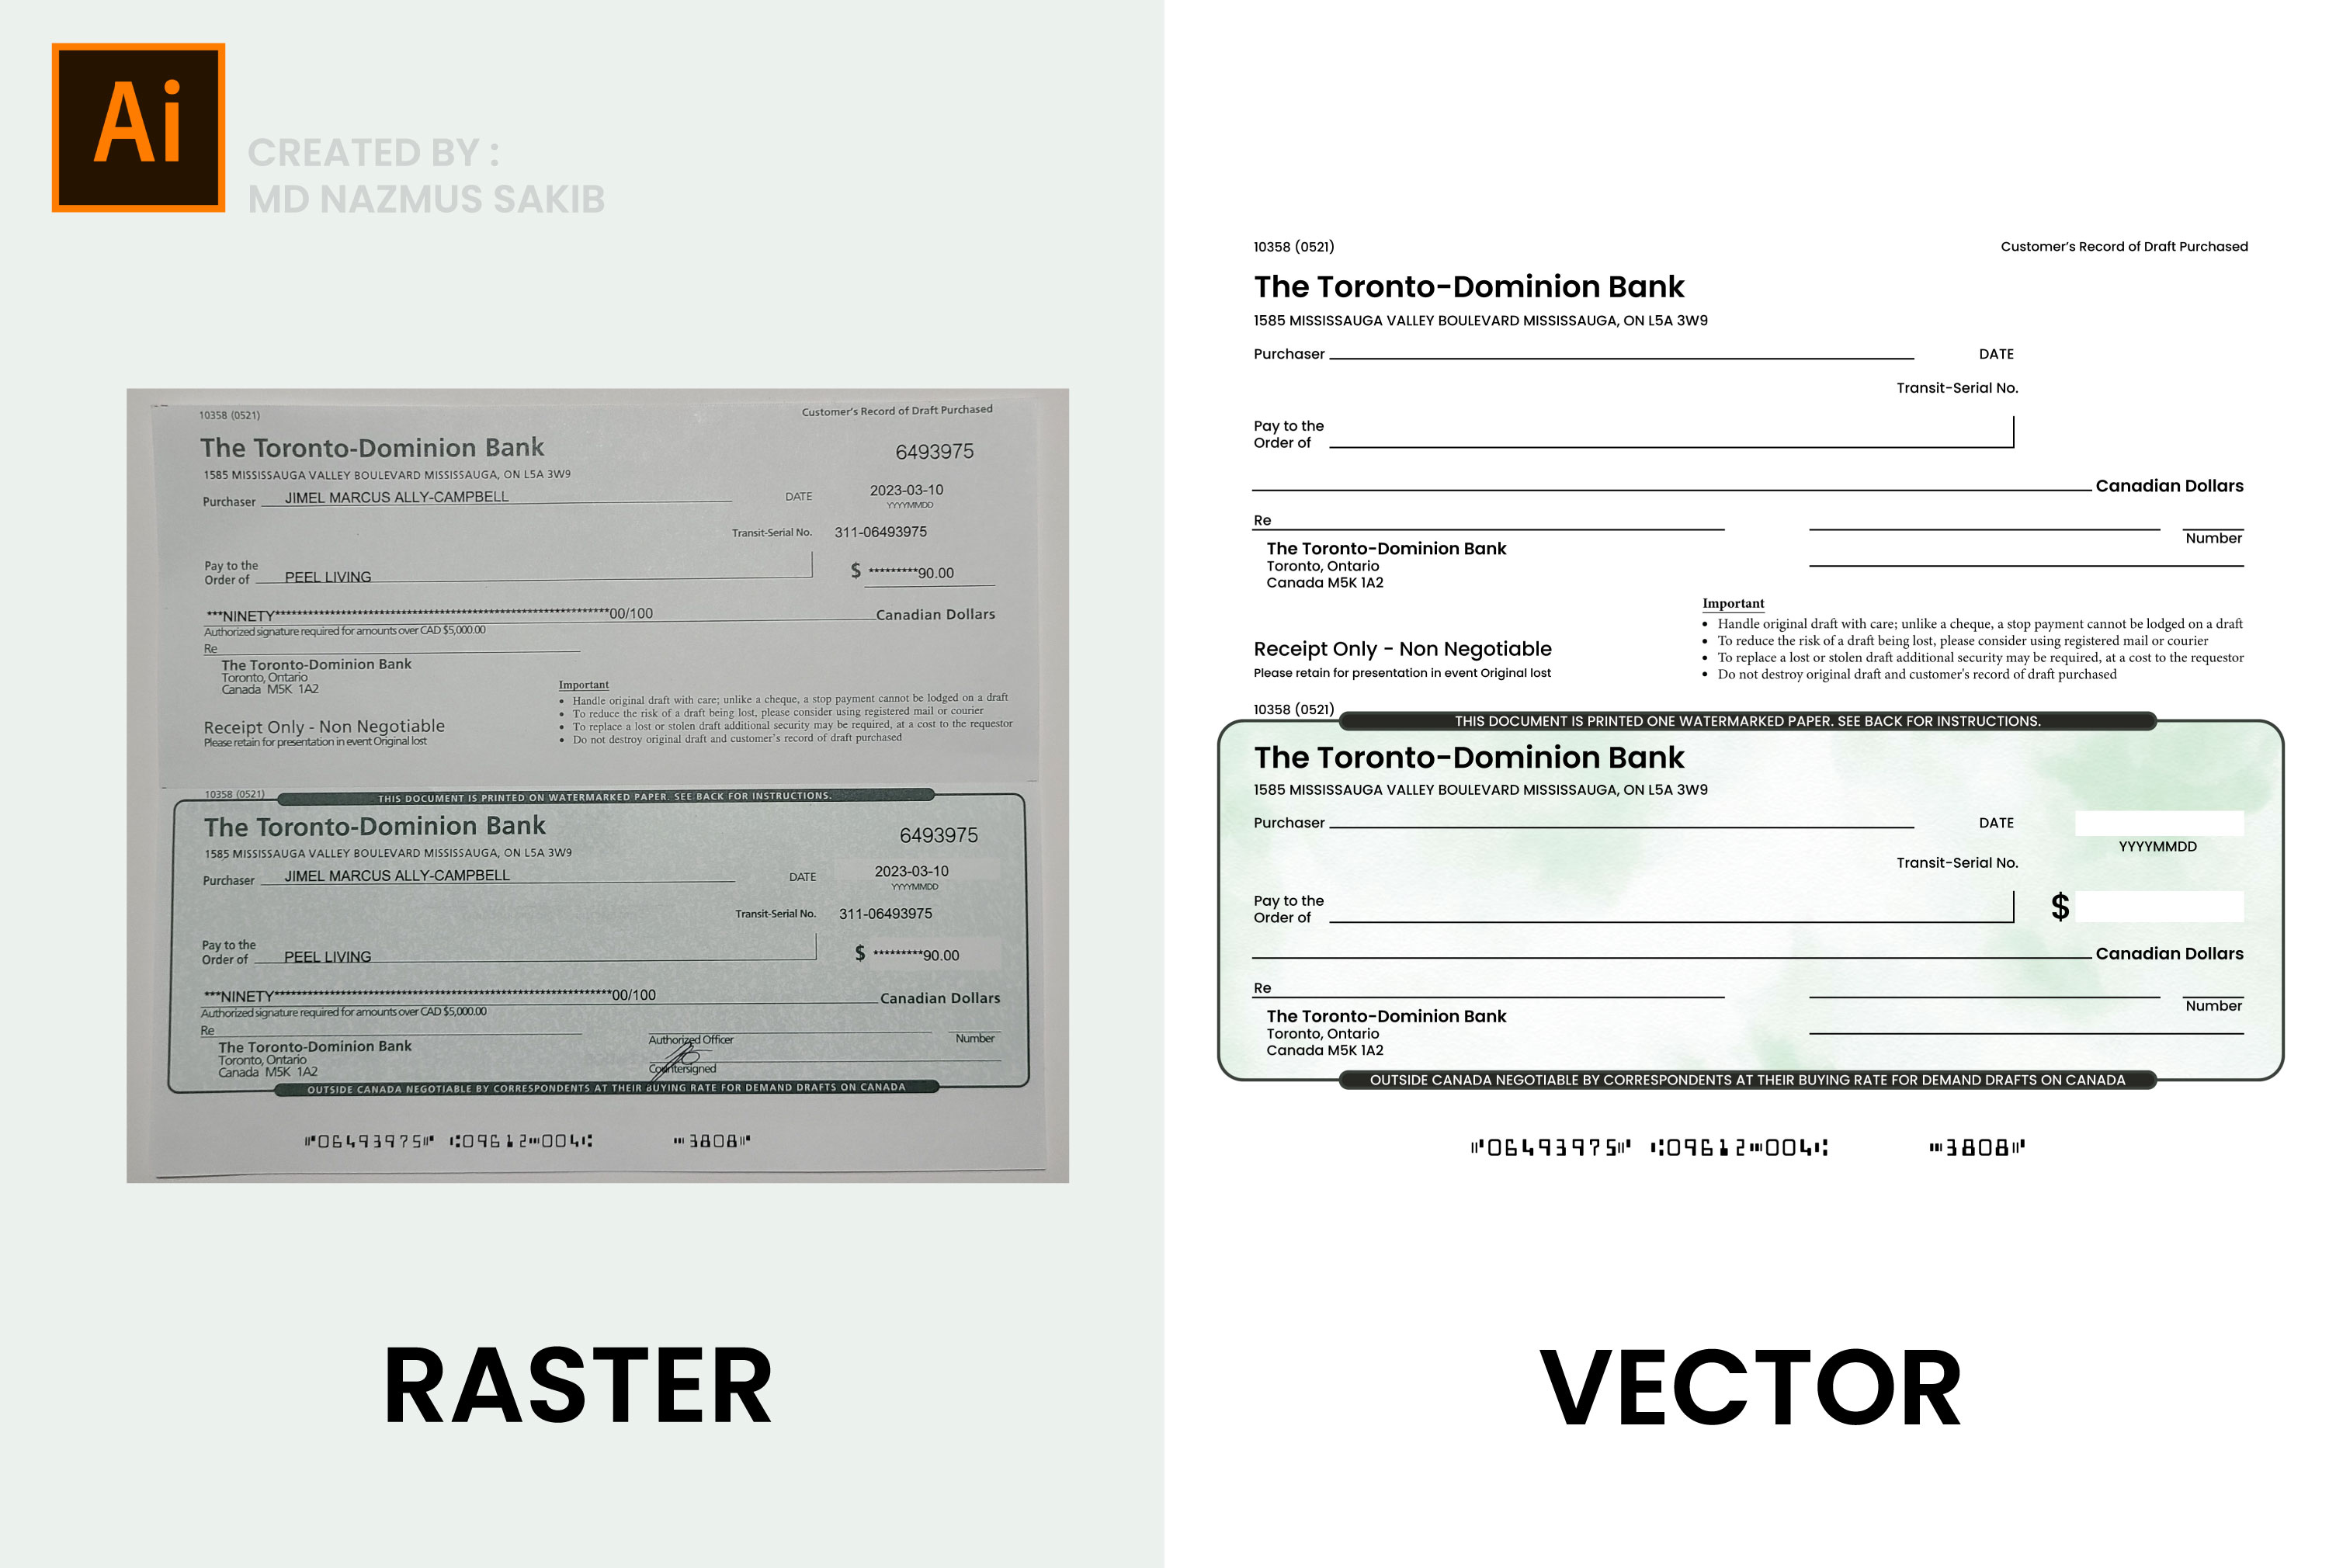 Ai
CREATED BY :
MD NAZMUS SAKIB
10358 (0521)
Customer's Record of Draft Purchased
The Toronto-Dominion Bank
6493975
1585 MISSISSAUGA VALLEY BOULEVARD MISSISSAUGA, ON L5A 3W9
Purchaser JIMEL MARCUS ALLY-CAMPBELL
DATE 2023-03-10
YYYYMMDD
Transit-Serial No. 311-06493975
Pay to the
Order of PEEL LIVING
$ *********90.00
***NINETY*************************************************************00/100 Canadian Dollars
Authorized signature required for amounts over CAD $5,000.00
Re
The Toronto-Dominion Bank
Toronto, Ontario
Canada M5K 1A2
Receipt Only - Non Negotiable
Please retain for presentation in event Original lost
Important
• Handle original draft with care; unlike a cheque, a stop payment cannot be lodged on a draft
• To reduce the risk of a draft being lost, please consider using registered mail or courier
• To replace a lost or stolen draft additional security may be required, at a cost to the requestor
• Do not destroy original draft and customer's record of draft purchased
10358 (0521)
THIS DOCUMENT IS PRINTED ON WATERMARKED PAPER. SEE BACK FOR INSTRUCTIONS.
The Toronto-Dominion Bank
6493975
1585 MISSISSAUGA VALLEY BOULEVARD MISSISSAUGA, ON L5A 3W9
Purchaser JIMEL MARCUS ALLY-CAMPBELL
DATE 2023-03-10
YYYYMMDD
Transit-Serial No. 311-06493975
Pay to the
Order of PEEL LIVING
$ *********90.00
***NINETY*************************************************************00/100 Canadian Dollars
Authorized signature required for amounts over CAD $5,000.00
Re
Authorized Officer
Number
The Toronto-Dominion Bank
Toronto, Ontario
Canada M5K 1A2
Countersigned
OUTSIDE CANADA NEGOTIABLE BY CORRESPONDENTS AT THEIR BUYING RATE FOR DEMAND DRAFTS ON CANADA
⑈06493975⑈ ⑆09612⑉004⑆ ⑉3808⑈
RASTER
10358 (0521)
Customer's Record of Draft Purchased
The Toronto-Dominion Bank
1585 MISSISSAUGA VALLEY BOULEVARD MISSISSAUGA, ON L5A 3W9
Purchaser
DATE
Transit-Serial No.
Pay to the
Order of
Canadian Dollars
Re
Number
The Toronto-Dominion Bank
Toronto, Ontario
Canada M5K 1A2
Receipt Only - Non Negotiable
Please retain for presentation in event Original lost
Important
• Handle original draft with care; unlike a cheque, a stop payment cannot be lodged on a draft
• To reduce the risk of a draft being lost, please consider using registered mail or courier
• To replace a lost or stolen draft additional security may be required, at a cost to the requestor
• Do not destroy original draft and customer's record of draft purchased
10358 (0521)
THIS DOCUMENT IS PRINTED ONE WATERMARKED PAPER. SEE BACK FOR INSTRUCTIONS.
The Toronto-Dominion Bank
1585 MISSISSAUGA VALLEY BOULEVARD MISSISSAUGA, ON L5A 3W9
Purchaser
DATE
YYYYMMDD
Transit-Serial No.
Pay to the
Order of
$
Canadian Dollars
Re
Number
The Toronto-Dominion Bank
Toronto, Ontario
Canada M5K 1A2
OUTSIDE CANADA NEGOTIABLE BY CORRESPONDENTS AT THEIR BUYING RATE FOR DEMAND DRAFTS ON CANADA
⑈06493975⑈ ⑆09612⑉004⑆ ⑉3808⑈
VECTOR